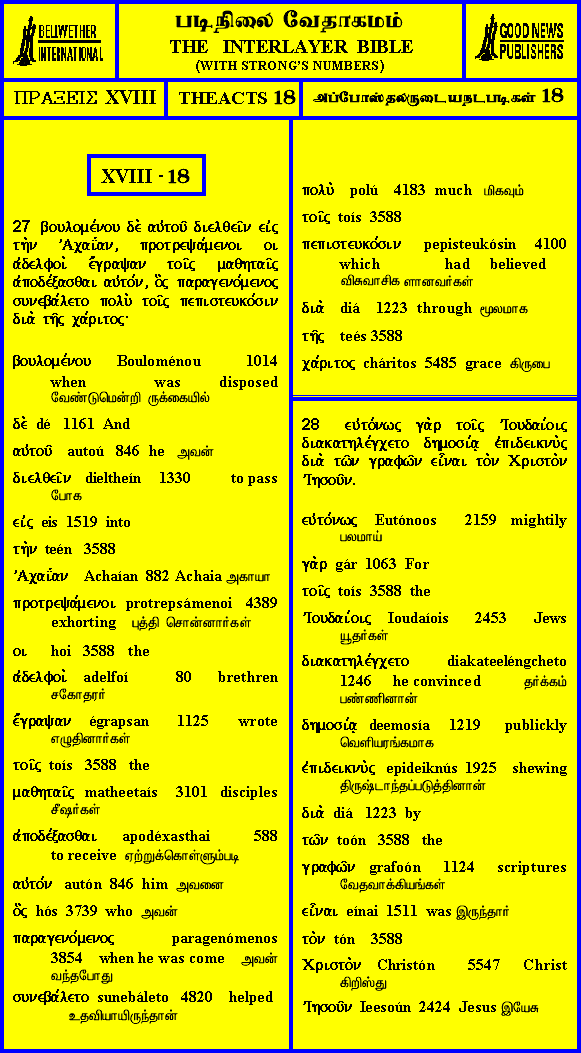 BELLWETHER
INTERNATIONAL
படிநிலை வேதாகமம்
THE INTERLAYER BIBLE
(WITH STRONG'S NUMBERS)
GOOD NEWS
PUBLISHERS
ΠΡΑΞΕΙΣ XVIII
THEACTS 18
அப்போஸ்தலருடையநடபடிகள் 18
XVIII - 18
27 βουλομένου δὲ αὐτοῦ διελθεῖν εἰς
τὴν Ἀχαΐαν, προτρεψάμενοι οι
ἀδελφοὶ ἔγραψαν τοῖς μαθηταῖς
ἀποδέξασθαι αὐτόν, ὃς παραγενόμενος
συνεβάλετο πολὺ τοῖς πεπιστευκόσιν
διὰ τῆς χάριτος·
βουλομένου Bouloménou 1014
when was disposed
வேண்டுமென்றி ருக்கையில்
δὲ dé 1161 And
αὐτοῦ autoú 846 he அவன்
διελθεῖν dieltheín 1330 to pass
போக
εἰς eis 1519 into
τὴν teén 3588
Ἀχαΐαν Achaían 882 Achaia அகாயா
προτρεψάμενοι protrepsámenoi 4389
exhorting புத்தி சொன்னார்கள்
οι hoi 3588 the
ἀδελφοὶ adelfoí 80 brethren
சகோதரர்
ἔγραψαν égrapsan 1125 wrote
எழுதினார்கள்
τοῖς toís 3588 the
μαθηταῖς matheetaís 3101 disciples
சீஷர்கள்
ἀποδέξασθαι apodéxasthai 588
to receive ஏற்றுக்கொள்ளும்படி
αὐτόν autón 846 him அவனை
ὃς hós 3739 who அவன்
παραγενόμενος paragenómenos
3854 when he was come அவன்
வந்தபோது
συνεβάλετο sunebáleto 4820 helped
உதவியாயிருந்தான்
πολὺ polú 4183 much மிகவும்
τοῖς toís 3588
πεπιστευκόσιν pepisteukósin 4100
which had believed
விசுவாசிக ளானவர்கள்
διὰ diá 1223 through மூலமாக
τῆς teés 3588
χάριτος cháritos 5485 grace கிருபை
28 εὐτόνως γὰρ τοῖς Ἰουδαίοις
διακατηλέγχετο δημοσίᾳ ἐπιδεικνὺς
διὰ τῶν γραφῶν εἶναι τὸν Χριστὸν
Ἰησοῦν.
εὐτόνως Eutónoos 2159 mightily
பலமாய்
γὰρ gár 1063 For
τοῖς toís 3588 the
Ἰουδαίοις Ioudaíois 2453 Jews
யூதர்கள்
διακατηλέγχετο diakateeléngcheto
1246 he convinced தர்க்கம்
பண்ணினான்
δημοσίᾳ deemosía 1219 publickly
வெளியரங்கமாக
ἐπιδεικνὺς epideiknús 1925 shewing
திருஷ்டாந்தப்படுத்தினான்
διὰ diá 1223 by
τῶν toón 3588 the
γραφῶν grafoón 1124 scriptures
வேதவாக்கியங்கள்
εἶναι eínai 1511 was இருந்தார்
τὸν tón 3588
Χριστὸν Christón 5547 Christ
கிறிஸ்து
Ἰησοῦν Ieesoún 2424 Jesus இயேசு